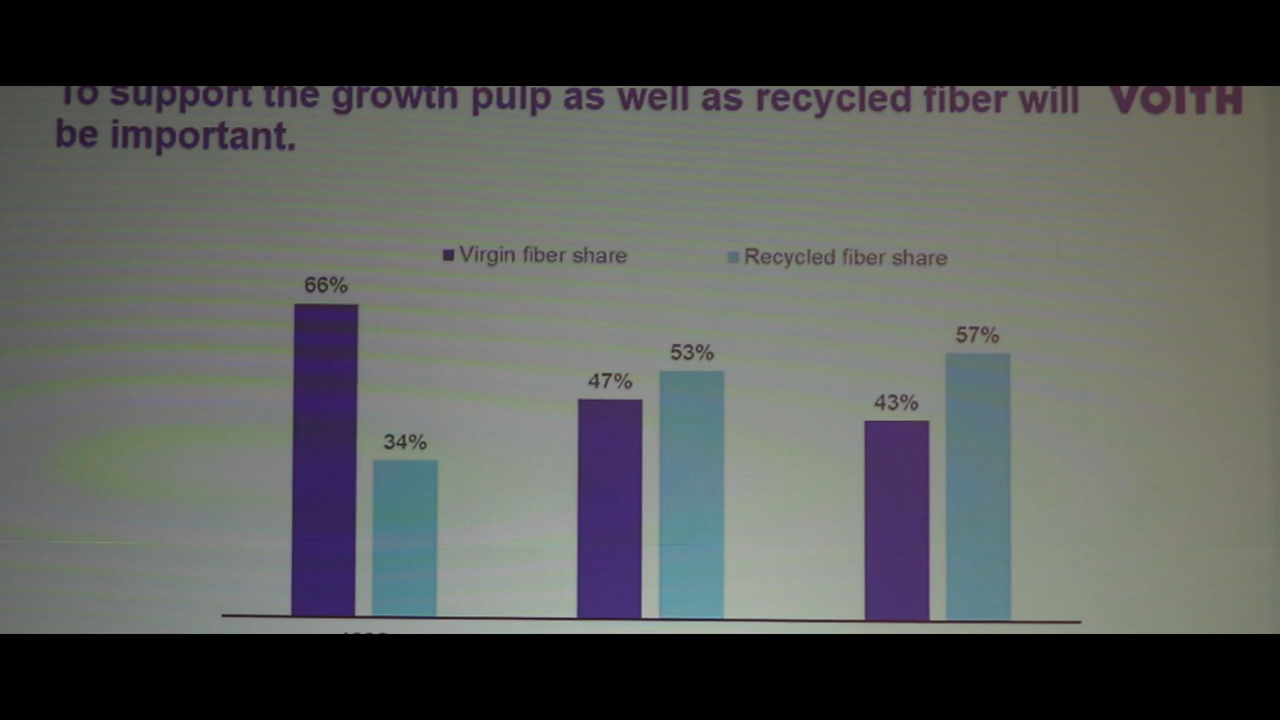 To support the growth pulp as well as recycled fiber will VOITH
be important.
Virgin fiber share Recycled fiber share
66%
34%
47%
53%
43%
57%